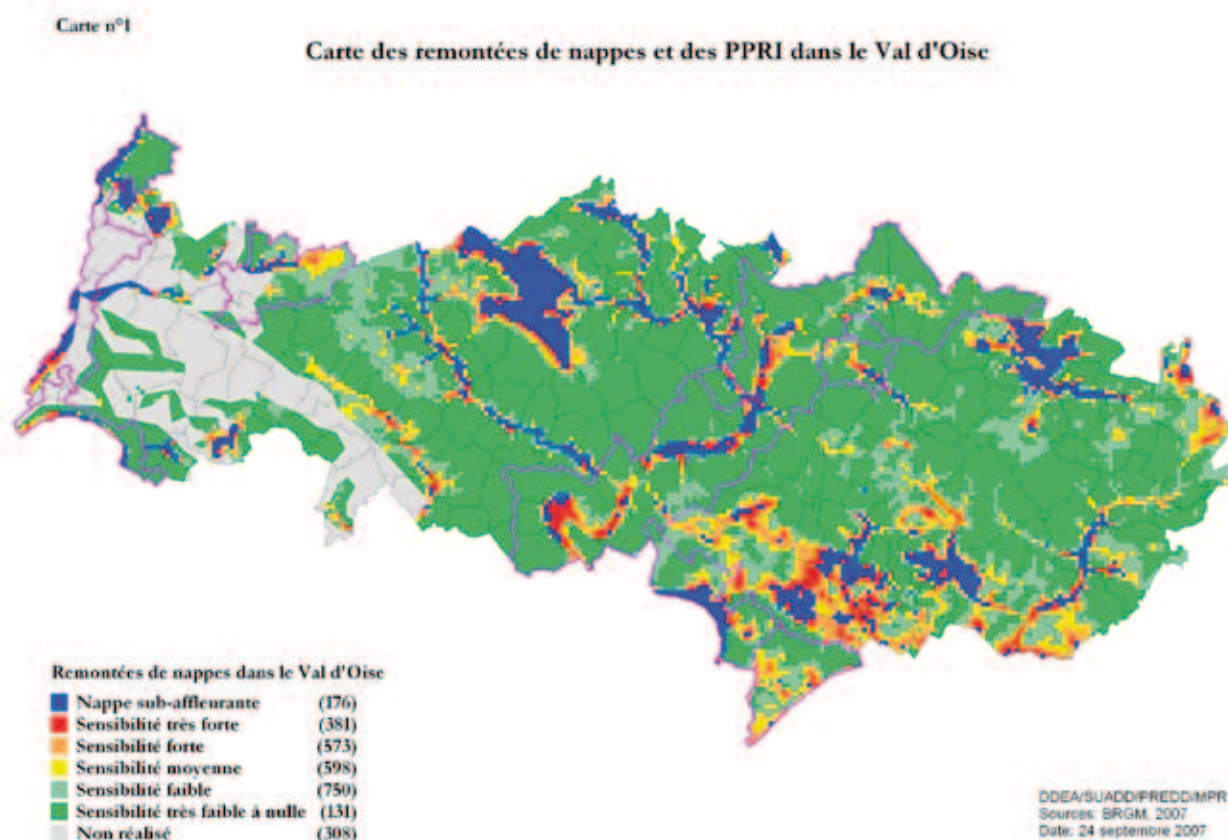 Carte n°1
Carte des remontées de nappes et des PPRI dans le Val d'Oise
Remontées de nappes dans le Val d'Oise
Nappe sub-affleurante (176)
Sensibilité très forte (381)
Sensibilité forte (573)
Sensibilité moyenne (598)
Sensibilité faible (750)
Sensibilité très faible à nulle (131)
Non réalisé (308)
DDEA/SUADD/PREDD/MPR
Sources: BRGM, 2007
Date: 24 septembre 2007